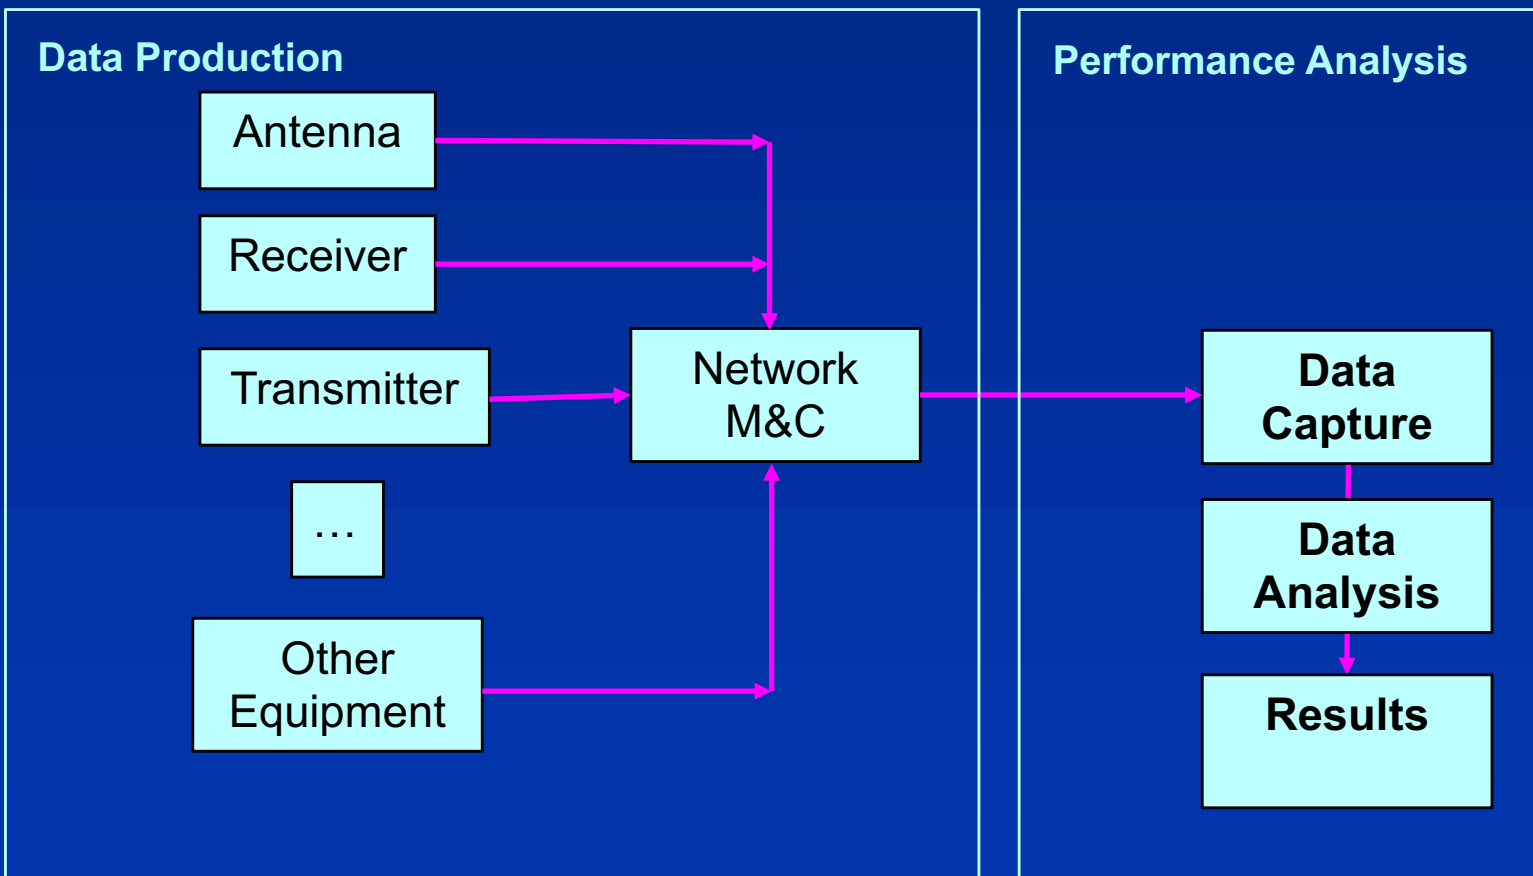 Data Production
Antenna
Receiver
Transmitter
…
Other
Equipment
Network
M&C
Performance Analysis
Data
Capture
Data
Analysis
Results